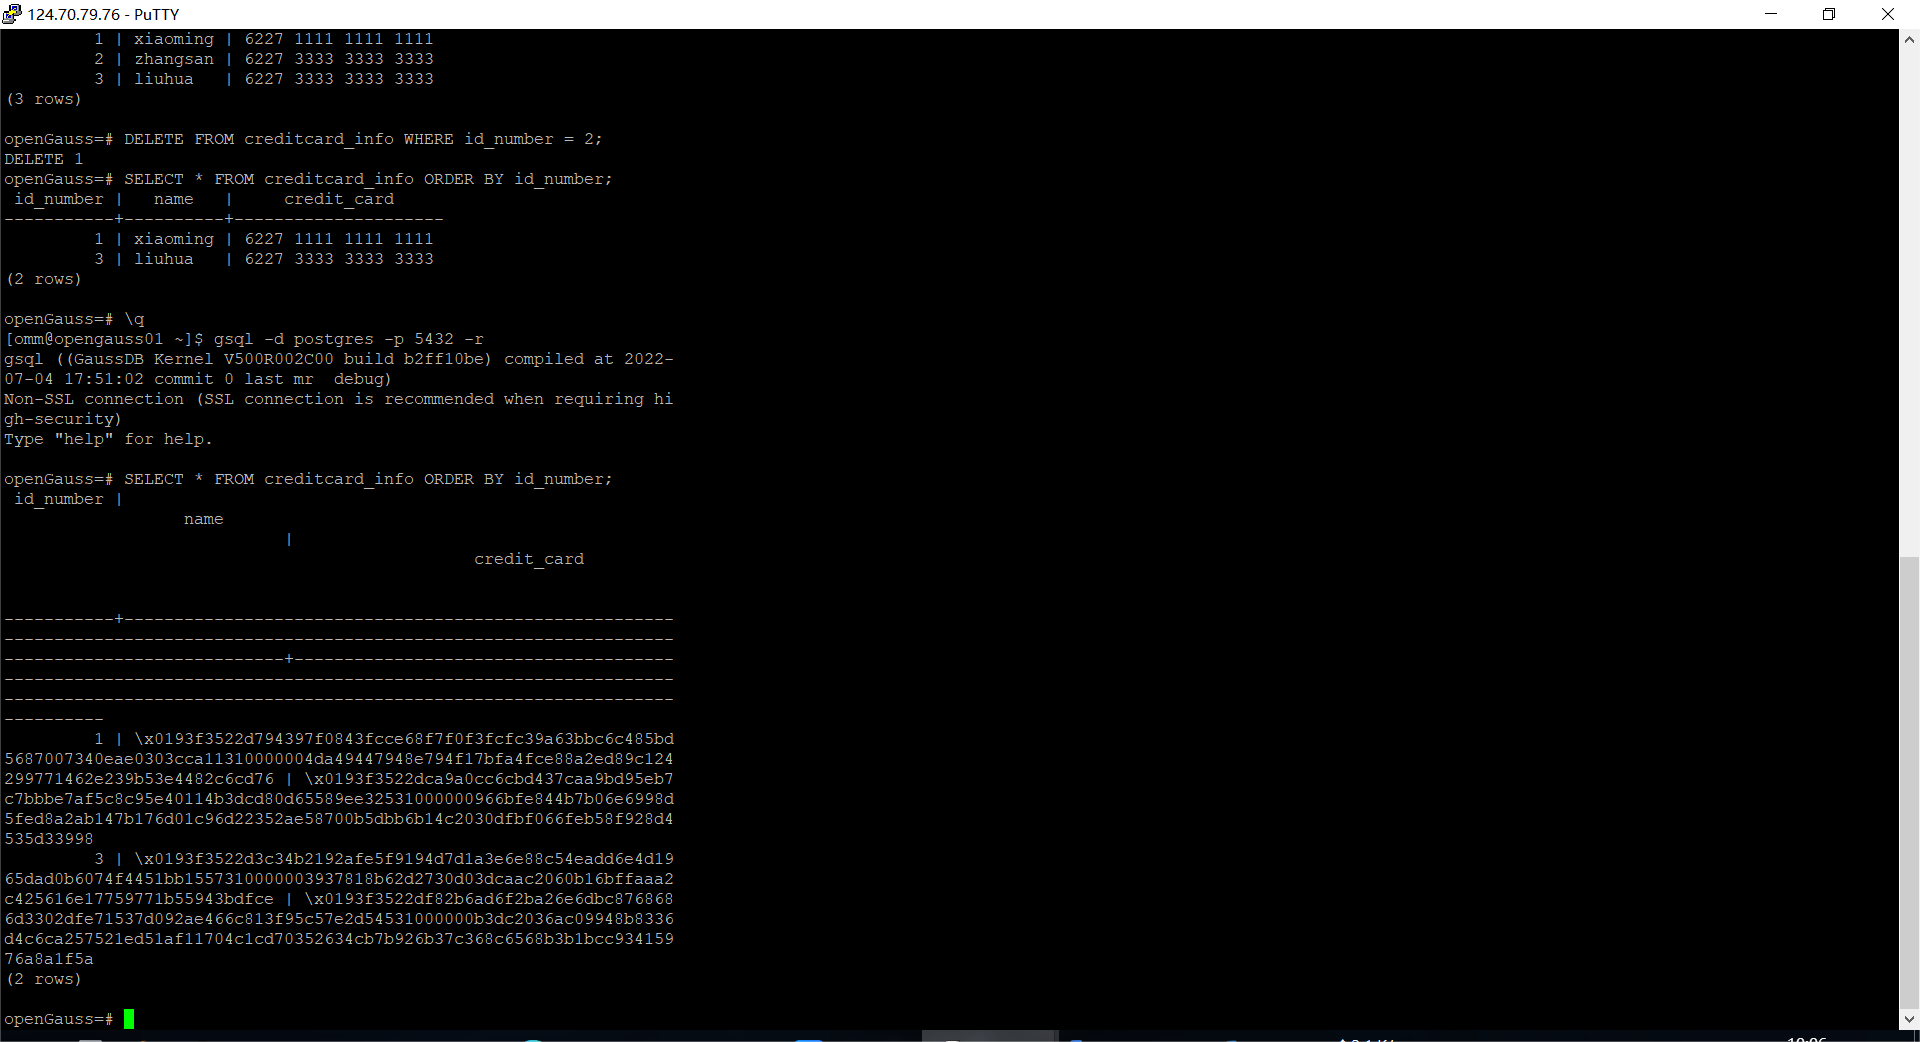 124.70.79.76 - PuTTY
1 | xiaoming | 6227 1111 1111 1111
2 | zhangsan | 6227 3333 3333 3333
3 | liuhua   | 6227 3333 3333 3333
(3 rows)
openGauss=# DELETE FROM creditcard_info WHERE id_number = 2;
DELETE 1
openGauss=# SELECT * FROM creditcard_info ORDER BY id_number;
id_number |   name   |     credit_card
-----------+----------+---------------------
1 | xiaoming | 6227 1111 1111 1111
3 | liuhua   | 6227 3333 3333 3333
(2 rows)
openGauss=# \q
[omm@opengauss01 ~]$ gsql -d postgres -p 5432 -r
gsql ((GaussDB Kernel V500R002C00 build b2ff10be) compiled at 2022-
07-04 17:51:02 commit 0 last mr  debug)
Non-SSL connection (SSL connection is recommended when requiring hi
gh-security)
Type "help" for help.
openGauss=# SELECT * FROM creditcard_info ORDER BY id_number;
id_number |
name
|
credit_card
-----------+-------------------------------------------------------
-------------------------------------------------------------------
----------------------------+--------------------------------------
-------------------------------------------------------------------
-------------------------------------------------------------------
----------
1 | \x0193f3522d794397f0843fcce68f7f0f3fcfc39a63bbc6c485bd
5687007340eae0303cca11310000004da49447948e794f17bfa4fce88a2ed89c124
299771462e239b53e4482c6cd76 | \x0193f3522dca9a0cc6cbd437caa9bd95eb7
c7bbbe7af5c8c95e40114b3dcd80d65589ee32531000000966bfe844b7b06e6998d
5fed8a2ab147b176d01c96d22352ae58700b5dbb6b14c2030dfbf066feb58f928d4
535d33998
3 | \x0193f3522d3c34b2192afe5f9194d7d1a3e6e88c54eadd6e4d19
65dad0b6074f4451bb1557310000003937818b62d2730d03dcaac2060b16bffaaa2
c425616e17759771b55943bdfce | \x0193f3522df82b6ad6f2ba26e6dbc876868
6d3302dfe71537d092ae466c813f95c57e2d54531000000b3dc2036ac09948b8336
d4c6ca257521ed51af11704c1cd70352634cb7b926b37c368c6568b3b1bcc934159
76a8a1f5a
(2 rows)
openGauss=#